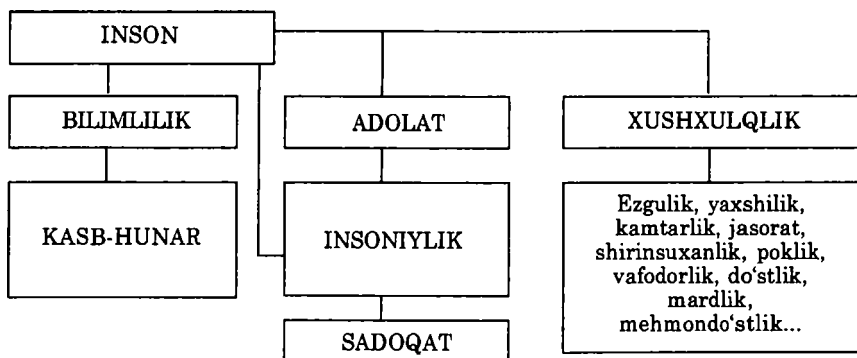 INSON
BILIMLILIK
ADOLAT
XUSHXULQLIK
KASB-HUNAR
INSONIYLIK
Ezgulik, yaxshilik,
kamtarlik, jasorat,
shirinsuxanlik, poklik,
vafodorlik, do‘stlik,
mardlik,
mehmondo‘stlik...
SADOQAT